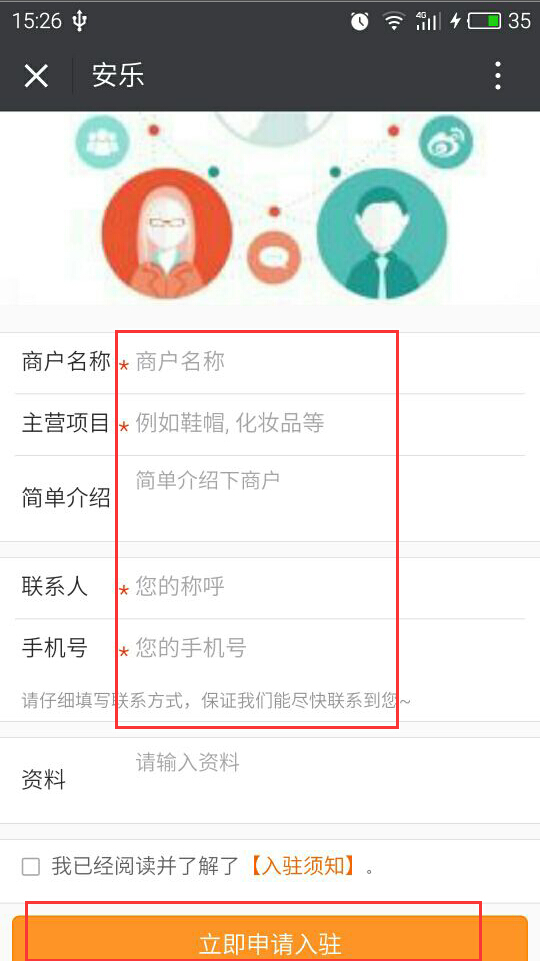 15:26 4G 35
安乐
商户名称 * 商户名称
主营项目 * 例如鞋帽, 化妆品等
简单介绍 简单介绍下商户
联系人 * 您的称呼
手机号 * 您的手机号
请仔细填写联系方式，保证我们能尽快联系到您~
资料 请输入资料
我已经阅读并了解了【入驻须知】。
立即申请入驻